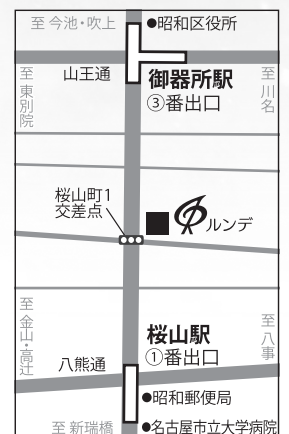 至 今池・吹上
●昭和区役所
至 東別院
山王通
御器所駅
③番出口
至 川名
桜山町1
交差点
ルンデ
至 金山・高辻
桜山駅
①番出口
至 八事
八熊通
●昭和郵便局
至 新瑞橋
●名古屋市立大学病院